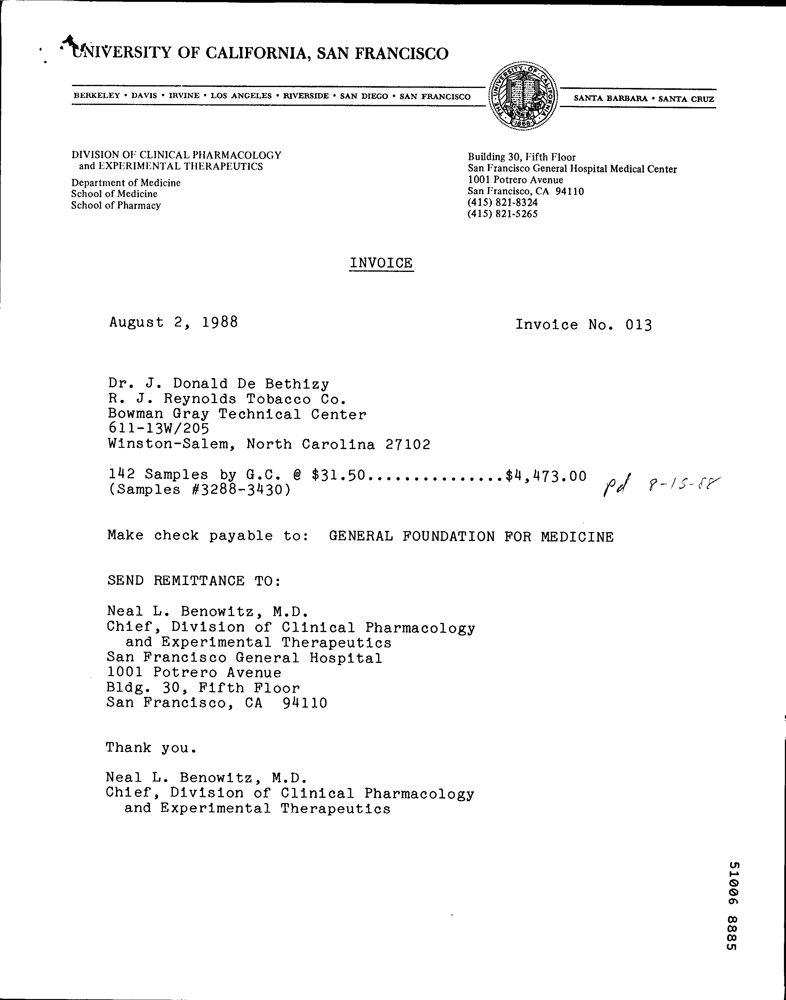 UNIVERSITY OF CALIFORNIA, SAN FRANCISCO
BERKELEY • DAVIS • IRVINE • LOS ANGELES • RIVERSIDE • SAN DIEGO • SAN FRANCISCO
SANTA BARBARA • SANTA CRUZ
DIVISION OF CLINICAL PHARMACOLOGY
and EXPERIMENTAL THERAPEUTICS
Department of Medicine
School of Medicine
School of Pharmacy
Building 30, Fifth Floor
San Francisco General Hospital Medical Center
1001 Potrero Avenue
San Francisco, CA 94110
(415) 821-8324
(415) 821-5265
INVOICE
August 2, 1988
Invoice No. 013
Dr. J. Donald De Bethizy
R. J. Reynolds Tobacco Co.
Bowman Gray Technical Center
611-13W/205
Winston-Salem, North Carolina 27102
142 Samples by G.C. @ $31.50...............$4,473.00
(Samples #3288-3430)
pd 8-15-88
Make check payable to: GENERAL FOUNDATION FOR MEDICINE
SEND REMITTANCE TO:
Neal L. Benowitz, M.D.
Chief, Division of Clinical Pharmacology
and Experimental Therapeutics
San Francisco General Hospital
1001 Potrero Avenue
Bldg. 30, Fifth Floor
San Francisco, CA 94110
Thank you.
Neal L. Benowitz, M.D.
Chief, Division of Clinical Pharmacology
and Experimental Therapeutics
51006 8885